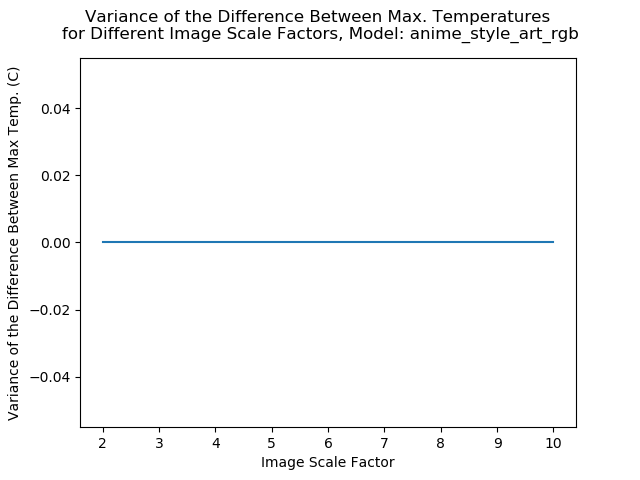 Variance of the Difference Between Max. Temperatures
for Different Image Scale Factors, Model: anime_style_art_rgb
Variance of the Difference Between Max Temp. (C)
0.04
0.02
0.00
−0.02
−0.04
2 3 4 5 6 7 8 9 10
Image Scale Factor